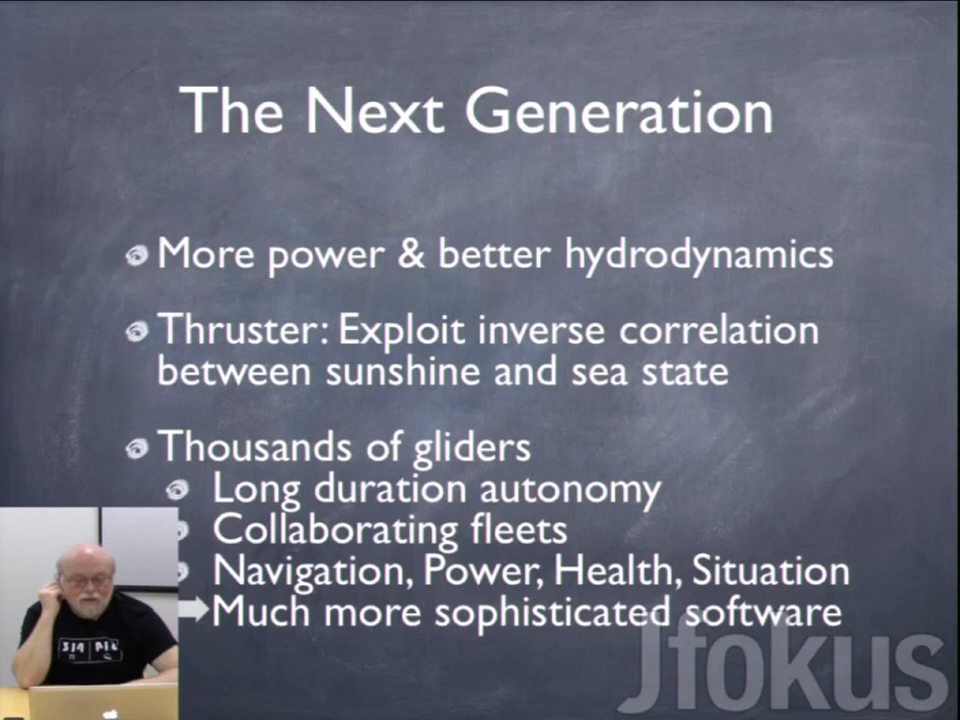 The Next Generation
More power & better hydrodynamics
Thruster: Exploit inverse correlation
between sunshine and sea state
Thousands of gliders
Long duration autonomy
Collaborating fleets
Navigation, Power, Health, Situation
Much more sophisticated software
Jfokus